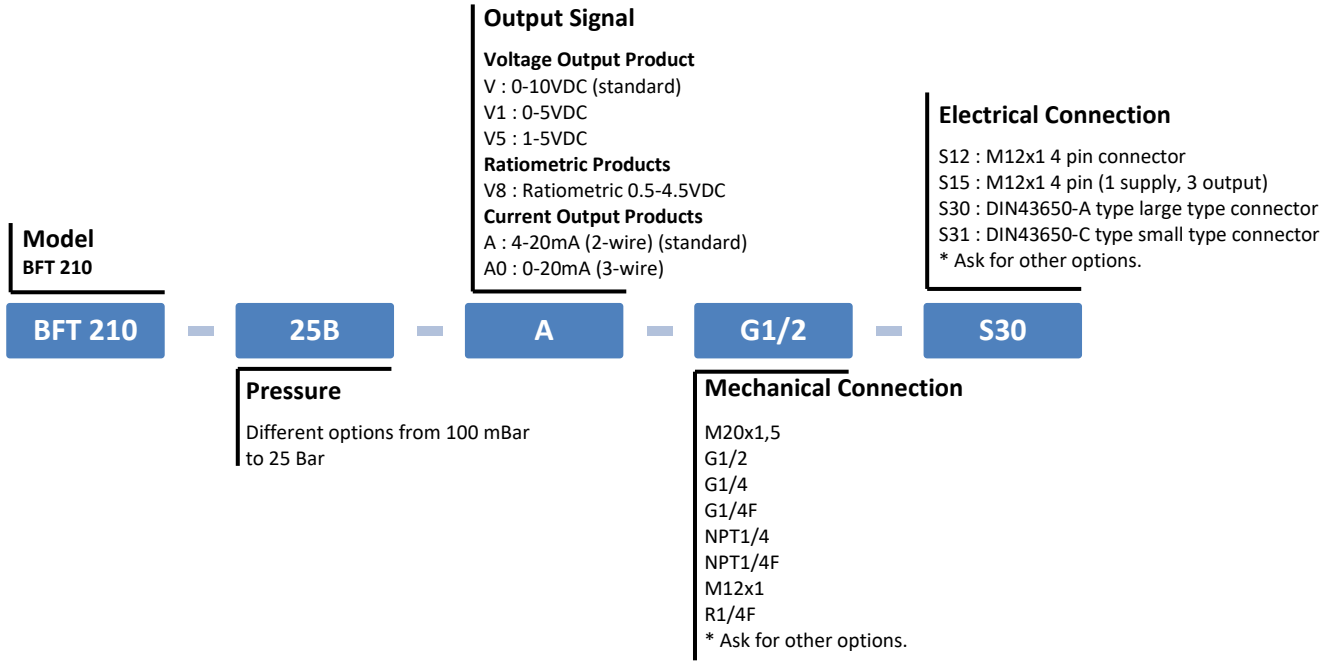 Output Signal
Voltage Output Product
V : 0-10VDC (standard)
V1 : 0-5VDC
V5 : 1-5VDC
Ratiometric Products
V8 : Ratiometric 0.5-4.5VDC
Current Output Products
A : 4-20mA (2-wire) (standard)
A0 : 0-20mA (3-wire)
Electrical Connection
S12 : M12x1 4 pin connector
S15 : M12x1 4 pin (1 supply, 3 output)
S30 : DIN43650-A type large type connector
S31 : DIN43650-C type small type connector
* Ask for other options.
Model
BFT 210
BFT 210 - 25B - A - G1/2 - S30
Pressure
Different options from 100 mBar
to 25 Bar
Mechanical Connection
M20x1,5
G1/2
G1/4
G1/4F
NPT1/4
NPT1/4F
M12x1
R1/4F
* Ask for other options.